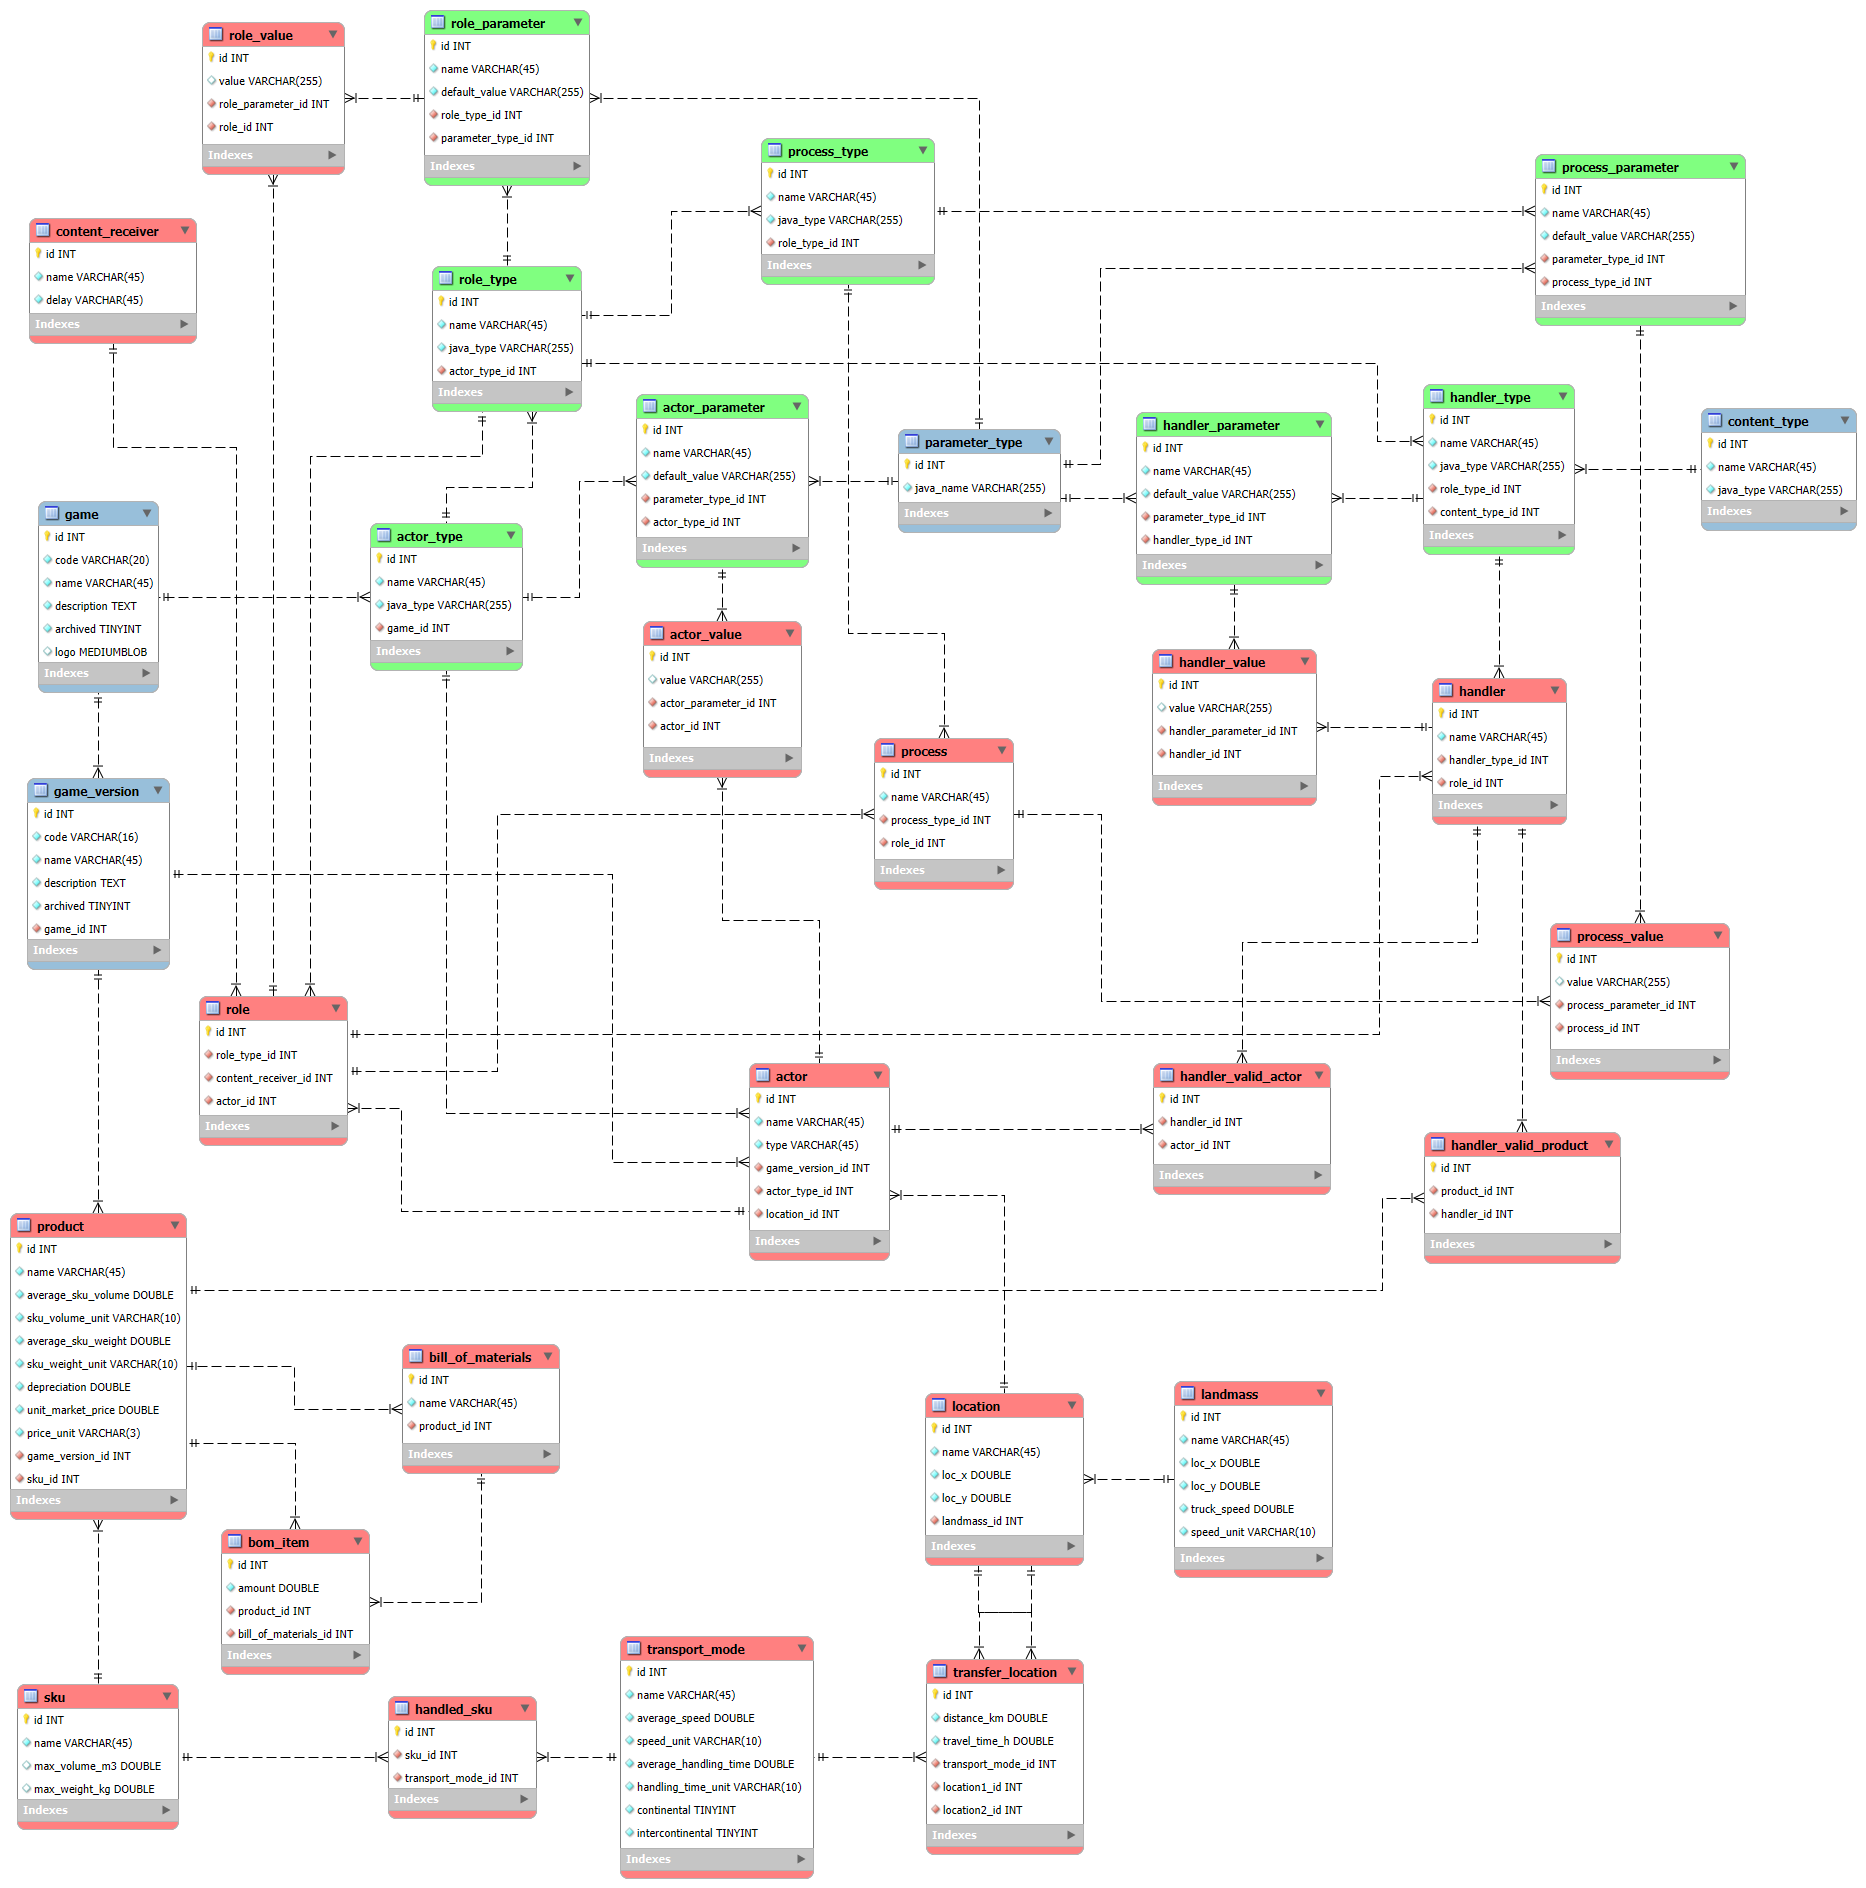 role_value
id INT
value VARCHAR(255)
role_parameter_id INT
role_id INT
Indexes
role_parameter
id INT
name VARCHAR(45)
default_value VARCHAR(255)
role_type_id INT
parameter_type_id INT
Indexes
process_type
id INT
name VARCHAR(45)
java_type VARCHAR(255)
role_type_id INT
Indexes
process_parameter
id INT
name VARCHAR(45)
default_value VARCHAR(255)
parameter_type_id INT
process_type_id INT
Indexes
content_receiver
id INT
name VARCHAR(45)
delay VARCHAR(45)
Indexes
role_type
id INT
name VARCHAR(45)
java_type VARCHAR(255)
actor_type_id INT
Indexes
actor_parameter
id INT
name VARCHAR(45)
default_value VARCHAR(255)
parameter_type_id INT
actor_type_id INT
Indexes
parameter_type
id INT
java_name VARCHAR(255)
Indexes
handler_parameter
id INT
name VARCHAR(45)
default_value VARCHAR(255)
parameter_type_id INT
handler_type_id INT
Indexes
handler_type
id INT
name VARCHAR(45)
java_type VARCHAR(255)
role_type_id INT
content_type_id INT
Indexes
content_type
id INT
name VARCHAR(45)
java_type VARCHAR(255)
Indexes
game
id INT
code VARCHAR(20)
name VARCHAR(45)
description TEXT
archived TINYINT
logo MEDIUMBLOB
Indexes
actor_type
id INT
name VARCHAR(45)
java_type VARCHAR(255)
game_id INT
Indexes
actor_value
id INT
value VARCHAR(255)
actor_parameter_id INT
actor_id INT
Indexes
handler_value
id INT
value VARCHAR(255)
handler_parameter_id INT
handler_id INT
Indexes
handler
id INT
name VARCHAR(45)
handler_type_id INT
role_id INT
Indexes
process
id INT
name VARCHAR(45)
process_type_id INT
role_id INT
Indexes
game_version
id INT
code VARCHAR(16)
name VARCHAR(45)
description TEXT
archived TINYINT
game_id INT
Indexes
process_value
id INT
value VARCHAR(255)
process_parameter_id INT
process_id INT
Indexes
role
id INT
role_type_id INT
content_receiver_id INT
actor_id INT
Indexes
actor
id INT
name VARCHAR(45)
type VARCHAR(45)
game_version_id INT
actor_type_id INT
location_id INT
Indexes
handler_valid_actor
id INT
handler_id INT
actor_id INT
Indexes
handler_valid_product
id INT
product_id INT
handler_id INT
Indexes
product
id INT
name VARCHAR(45)
average_sku_volume DOUBLE
sku_volume_unit VARCHAR(10)
average_sku_weight DOUBLE
sku_weight_unit VARCHAR(10)
depreciation DOUBLE
unit_market_price DOUBLE
price_unit VARCHAR(3)
game_version_id INT
sku_id INT
Indexes
bill_of_materials
id INT
name VARCHAR(45)
product_id INT
Indexes
location
id INT
name VARCHAR(45)
loc_x DOUBLE
loc_y DOUBLE
landmass_id INT
Indexes
landmass
id INT
name VARCHAR(45)
loc_x DOUBLE
loc_y DOUBLE
truck_speed DOUBLE
speed_unit VARCHAR(10)
Indexes
bom_item
id INT
amount DOUBLE
product_id INT
bill_of_materials_id INT
Indexes
sku
id INT
name VARCHAR(45)
max_volume_m3 DOUBLE
max_weight_kg DOUBLE
Indexes
handled_sku
id INT
sku_id INT
transport_mode_id INT
Indexes
transport_mode
id INT
name VARCHAR(45)
average_speed DOUBLE
speed_unit VARCHAR(10)
average_handling_time DOUBLE
handling_time_unit VARCHAR(10)
continental TINYINT
intercontinental TINYINT
Indexes
transfer_location
id INT
distance_km DOUBLE
travel_time_h DOUBLE
transport_mode_id INT
location1_id INT
location2_id INT
Indexes